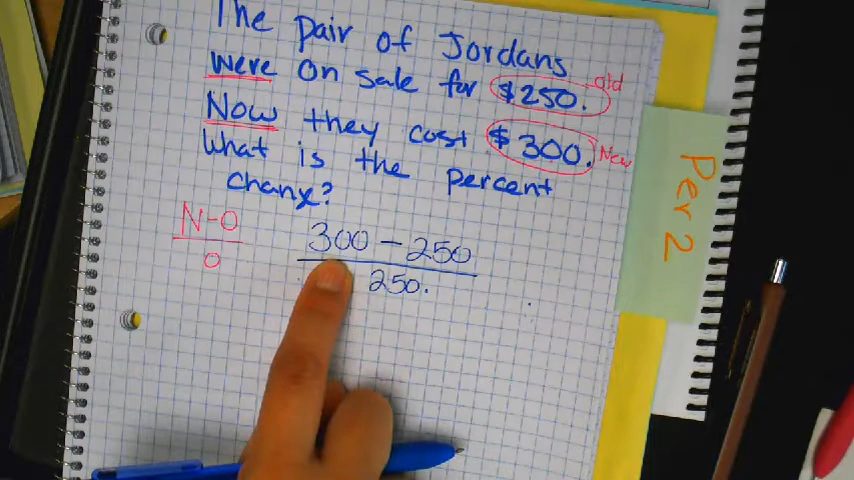 The pair of Jordans
were on sale for $250. old
Now they cost $300. New
What is the percent
change?
N-O
O
300 - 250
250.
Per 2